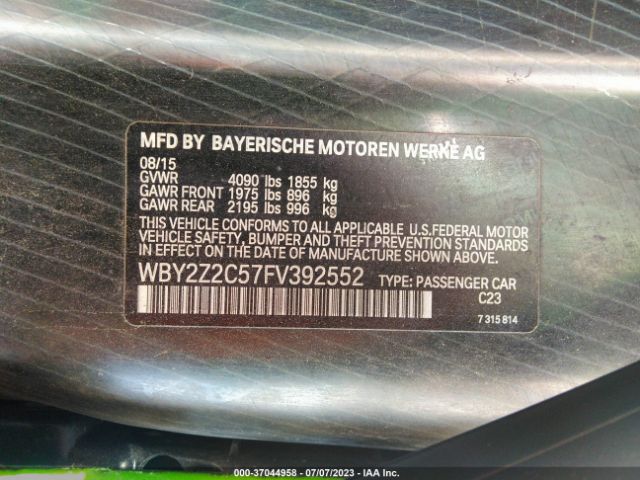 MFD BY BAYERISCHE MOTOREN WERKE AG
08/15
GVWR 4090 lbs 1855 kg
GAWR FRONT 1975 lbs 896 kg
GAWR REAR 2195 lbs 996 kg
THIS VEHICLE CONFORMS TO ALL APPLICABLE U.S.FEDERAL MOTOR
VEHICLE SAFETY, BUMPER AND THEFT PREVENTION STANDARDS
IN EFFECT ON THE DATE OF MANUFACTURE SHOWN ABOVE.
WBY2Z2C57FV392552 TYPE: PASSENGER CAR
C23
7 315 814
000-37044958 - 07/07/2023 - IAA Inc.